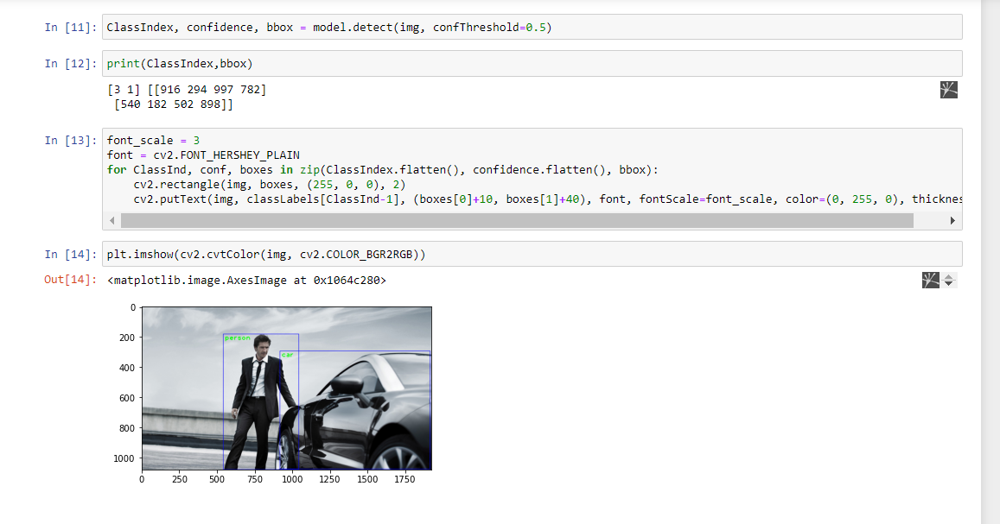 In [11]: ClassIndex, confidence, bbox = model.detect(img, confThreshold=0.5)
In [12]: print(ClassIndex,bbox)
[3 1] [[916 294 997 782]
[540 182 502 898]]
In [13]: font_scale = 3
font = cv2.FONT_HERSHEY_PLAIN
for ClassInd, conf, boxes in zip(ClassIndex.flatten(), confidence.flatten(), bbox):
cv2.rectangle(img, boxes, (255, 0, 0), 2)
cv2.putText(img, classLabels[ClassInd-1], (boxes[0]+10, boxes[1]+40), font, fontScale=font_scale, color=(0, 255, 0), thicknes
In [14]: plt.imshow(cv2.cvtColor(img, cv2.COLOR_BGR2RGB))
Out[14]: <matplotlib.image.AxesImage at 0x1064c280>
0
200
400
600
800
1000
person
car
0 250 500 750 1000 1250 1500 1750